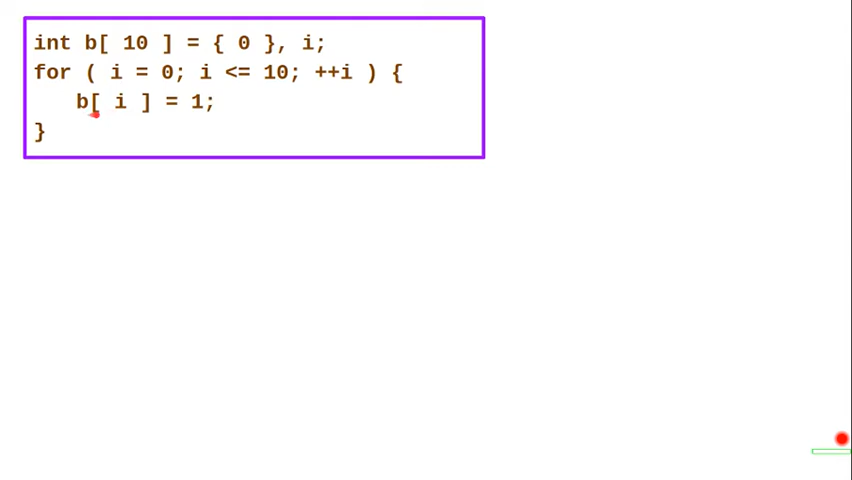 int b[ 10 ] = { 0 }, i;
for ( i = 0; i <= 10; ++i ) {
b[ i ] = 1;
}